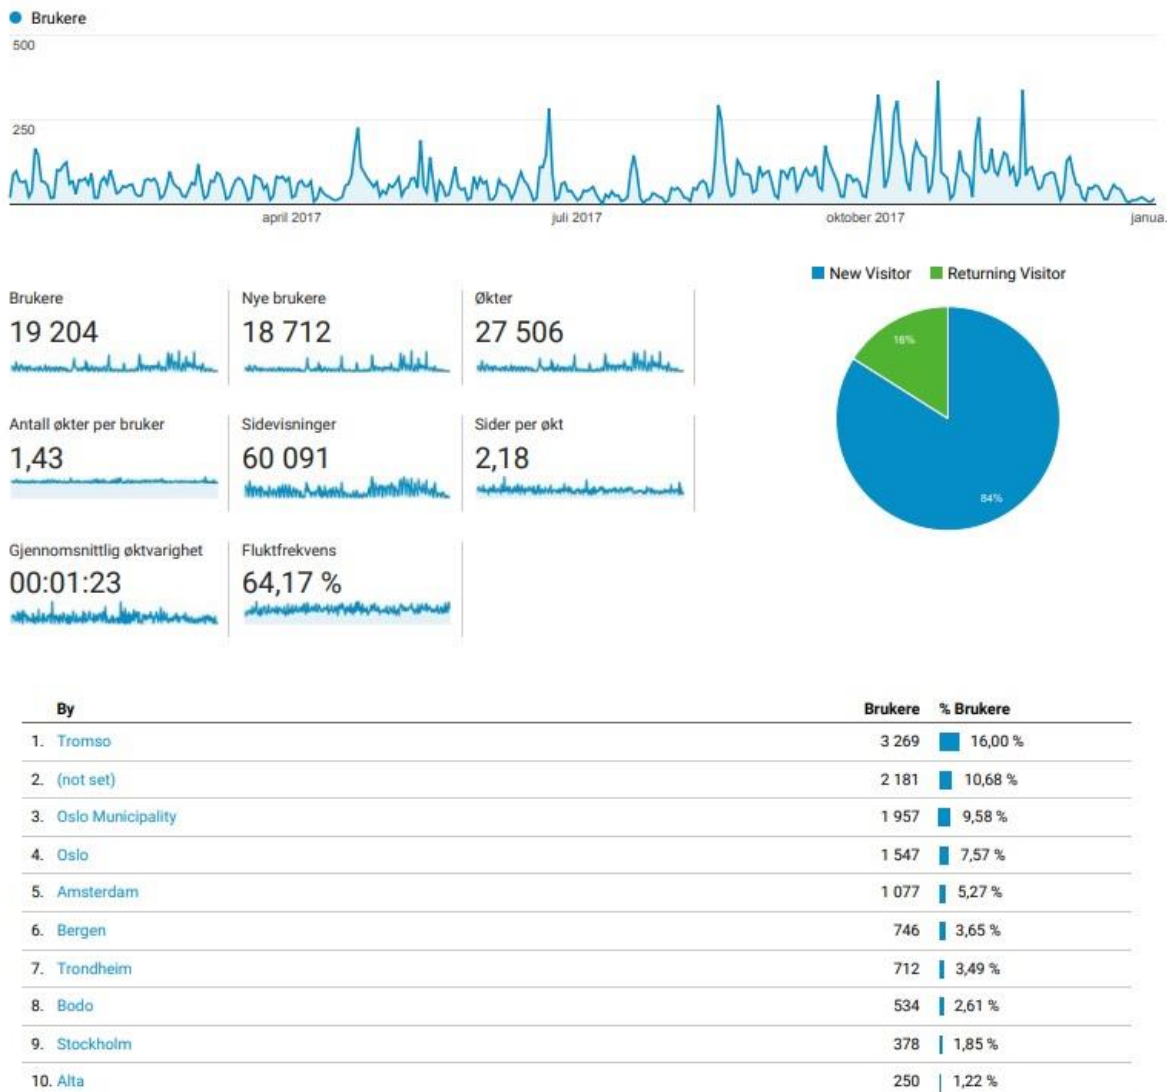 Brukere
500
250
april 2017
juli 2017
oktober 2017
janua.
New Visitor
Returning Visitor
16%
84%
Brukere
Nye brukere
Økter
19 204
18 712
27 506
Antall økter per bruker
Sidevisninger
Sider per økt
1,43
60 091
2,18
Gjennomsnittlig øktvarighet
Fluktfrekvens
00:01:23
64,17 %
By Brukere % Brukere
1. Tromso 3 269 16,00 %
2. (not set) 2 181 10,68 %
3. Oslo Municipality 1 957 9,58 %
4. Oslo 1 547 7,57 %
5. Amsterdam 1 077 5,27 %
6. Bergen 746 3,65 %
7. Trondheim 712 3,49 %
8. Bodo 534 2,61 %
9. Stockholm 378 1,85 %
10. Alta 250 1,22 %